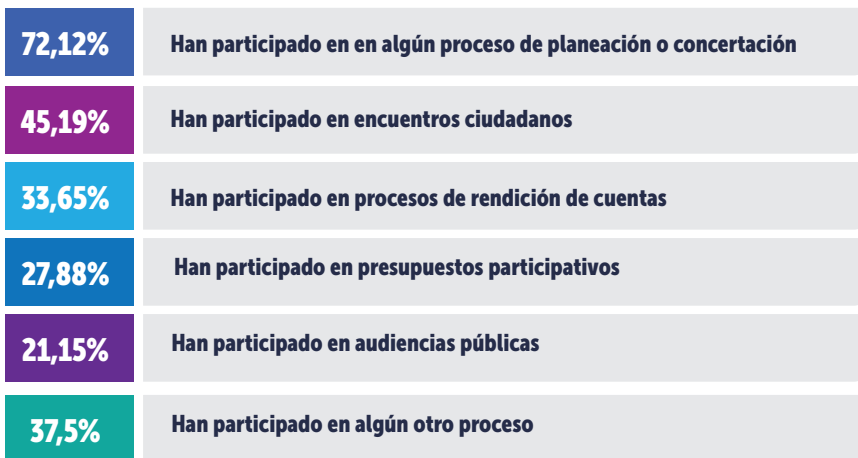 72,12% Han participado en en algún proceso de planeación o concertación
45,19% Han participado en encuentros ciudadanos
33,65% Han participado en procesos de rendición de cuentas
27,88% Han participado en presupuestos participativos
21,15% Han participado en audiencias públicas
37,5% Han participado en algún otro proceso